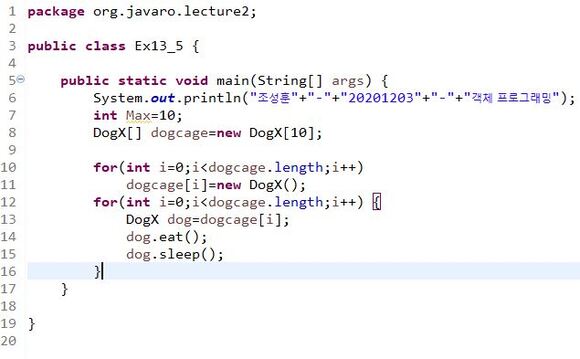 1 package org.javaro.lecture2;
2
3 public class Ex13_5 {
4
5 public static void main(String[] args) {
6 System.out.println("조성훈"+"-"+"20201203"+"-"+"객체 프로그래밍");
7 int Max=10;
8 DogX[] dogcage=new DogX[10];
9
10 for(int i=0;i<dogcage.length;i++)
11 dogcage[i]=new DogX();
12 for(int i=0;i<dogcage.length;i++) {
13 DogX dog=dogcage[i];
14 dog.eat();
15 dog.sleep();
16 }
17 }
18
19 }
20